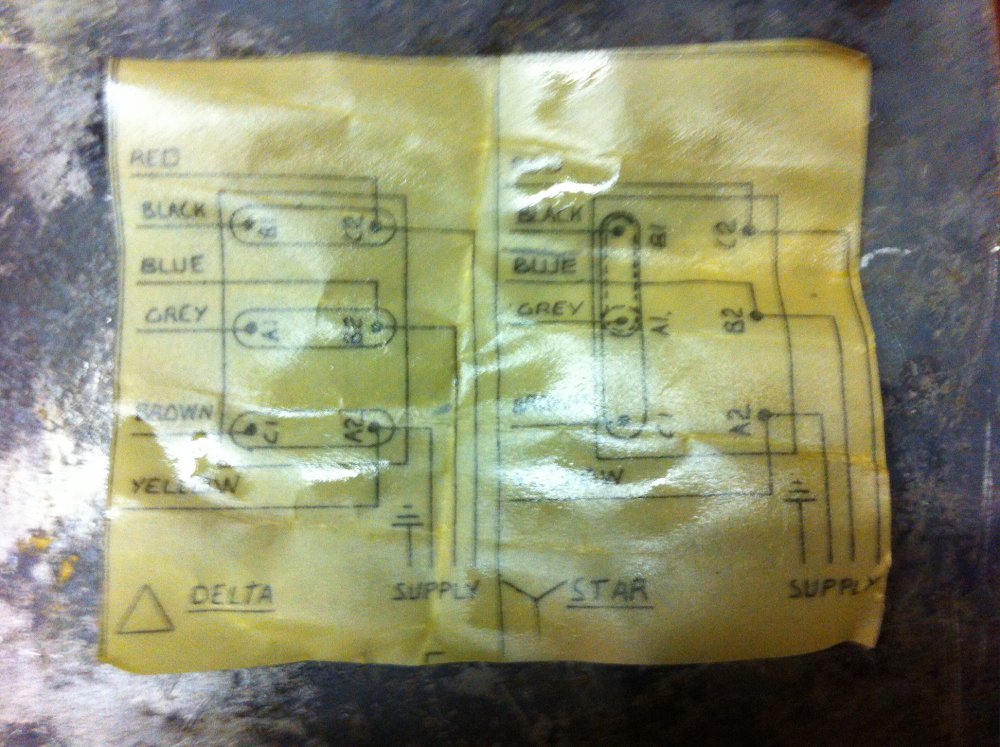 RED
BLACK B1 C2
BLUE
GREY A1 B2
BROWN C1 A2
YELLOW
SUPPLY
DELTA
BLACK B1 C2
BLUE
GREY A1. B2
C1 A2
SUPPLY
STAR